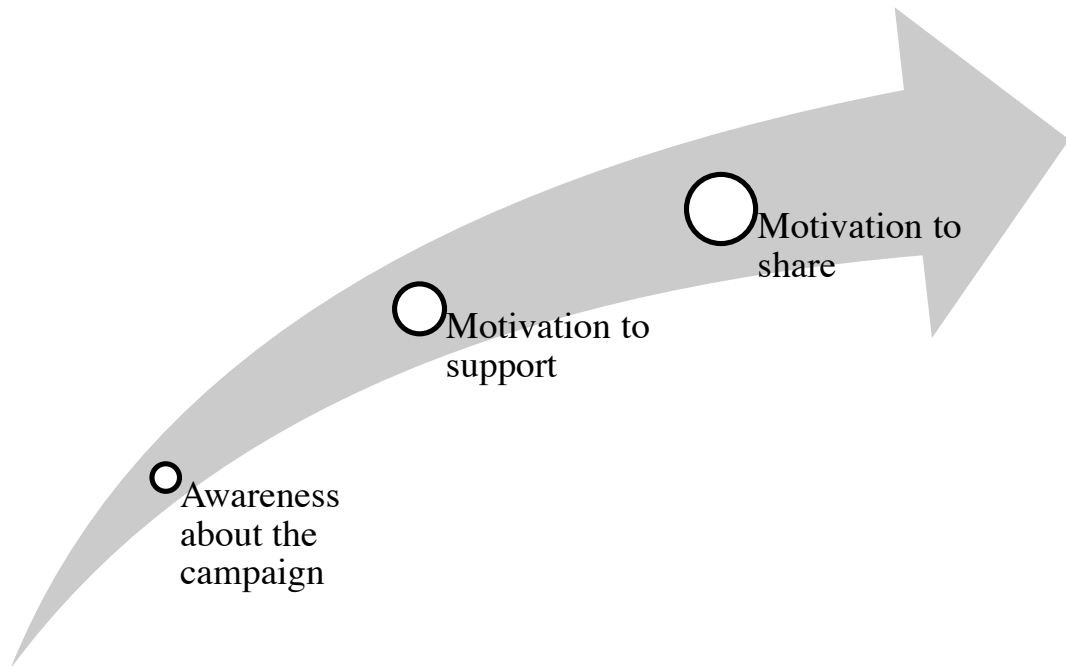 Motivation to
share
Motivation to
support
Awareness
about the
campaign